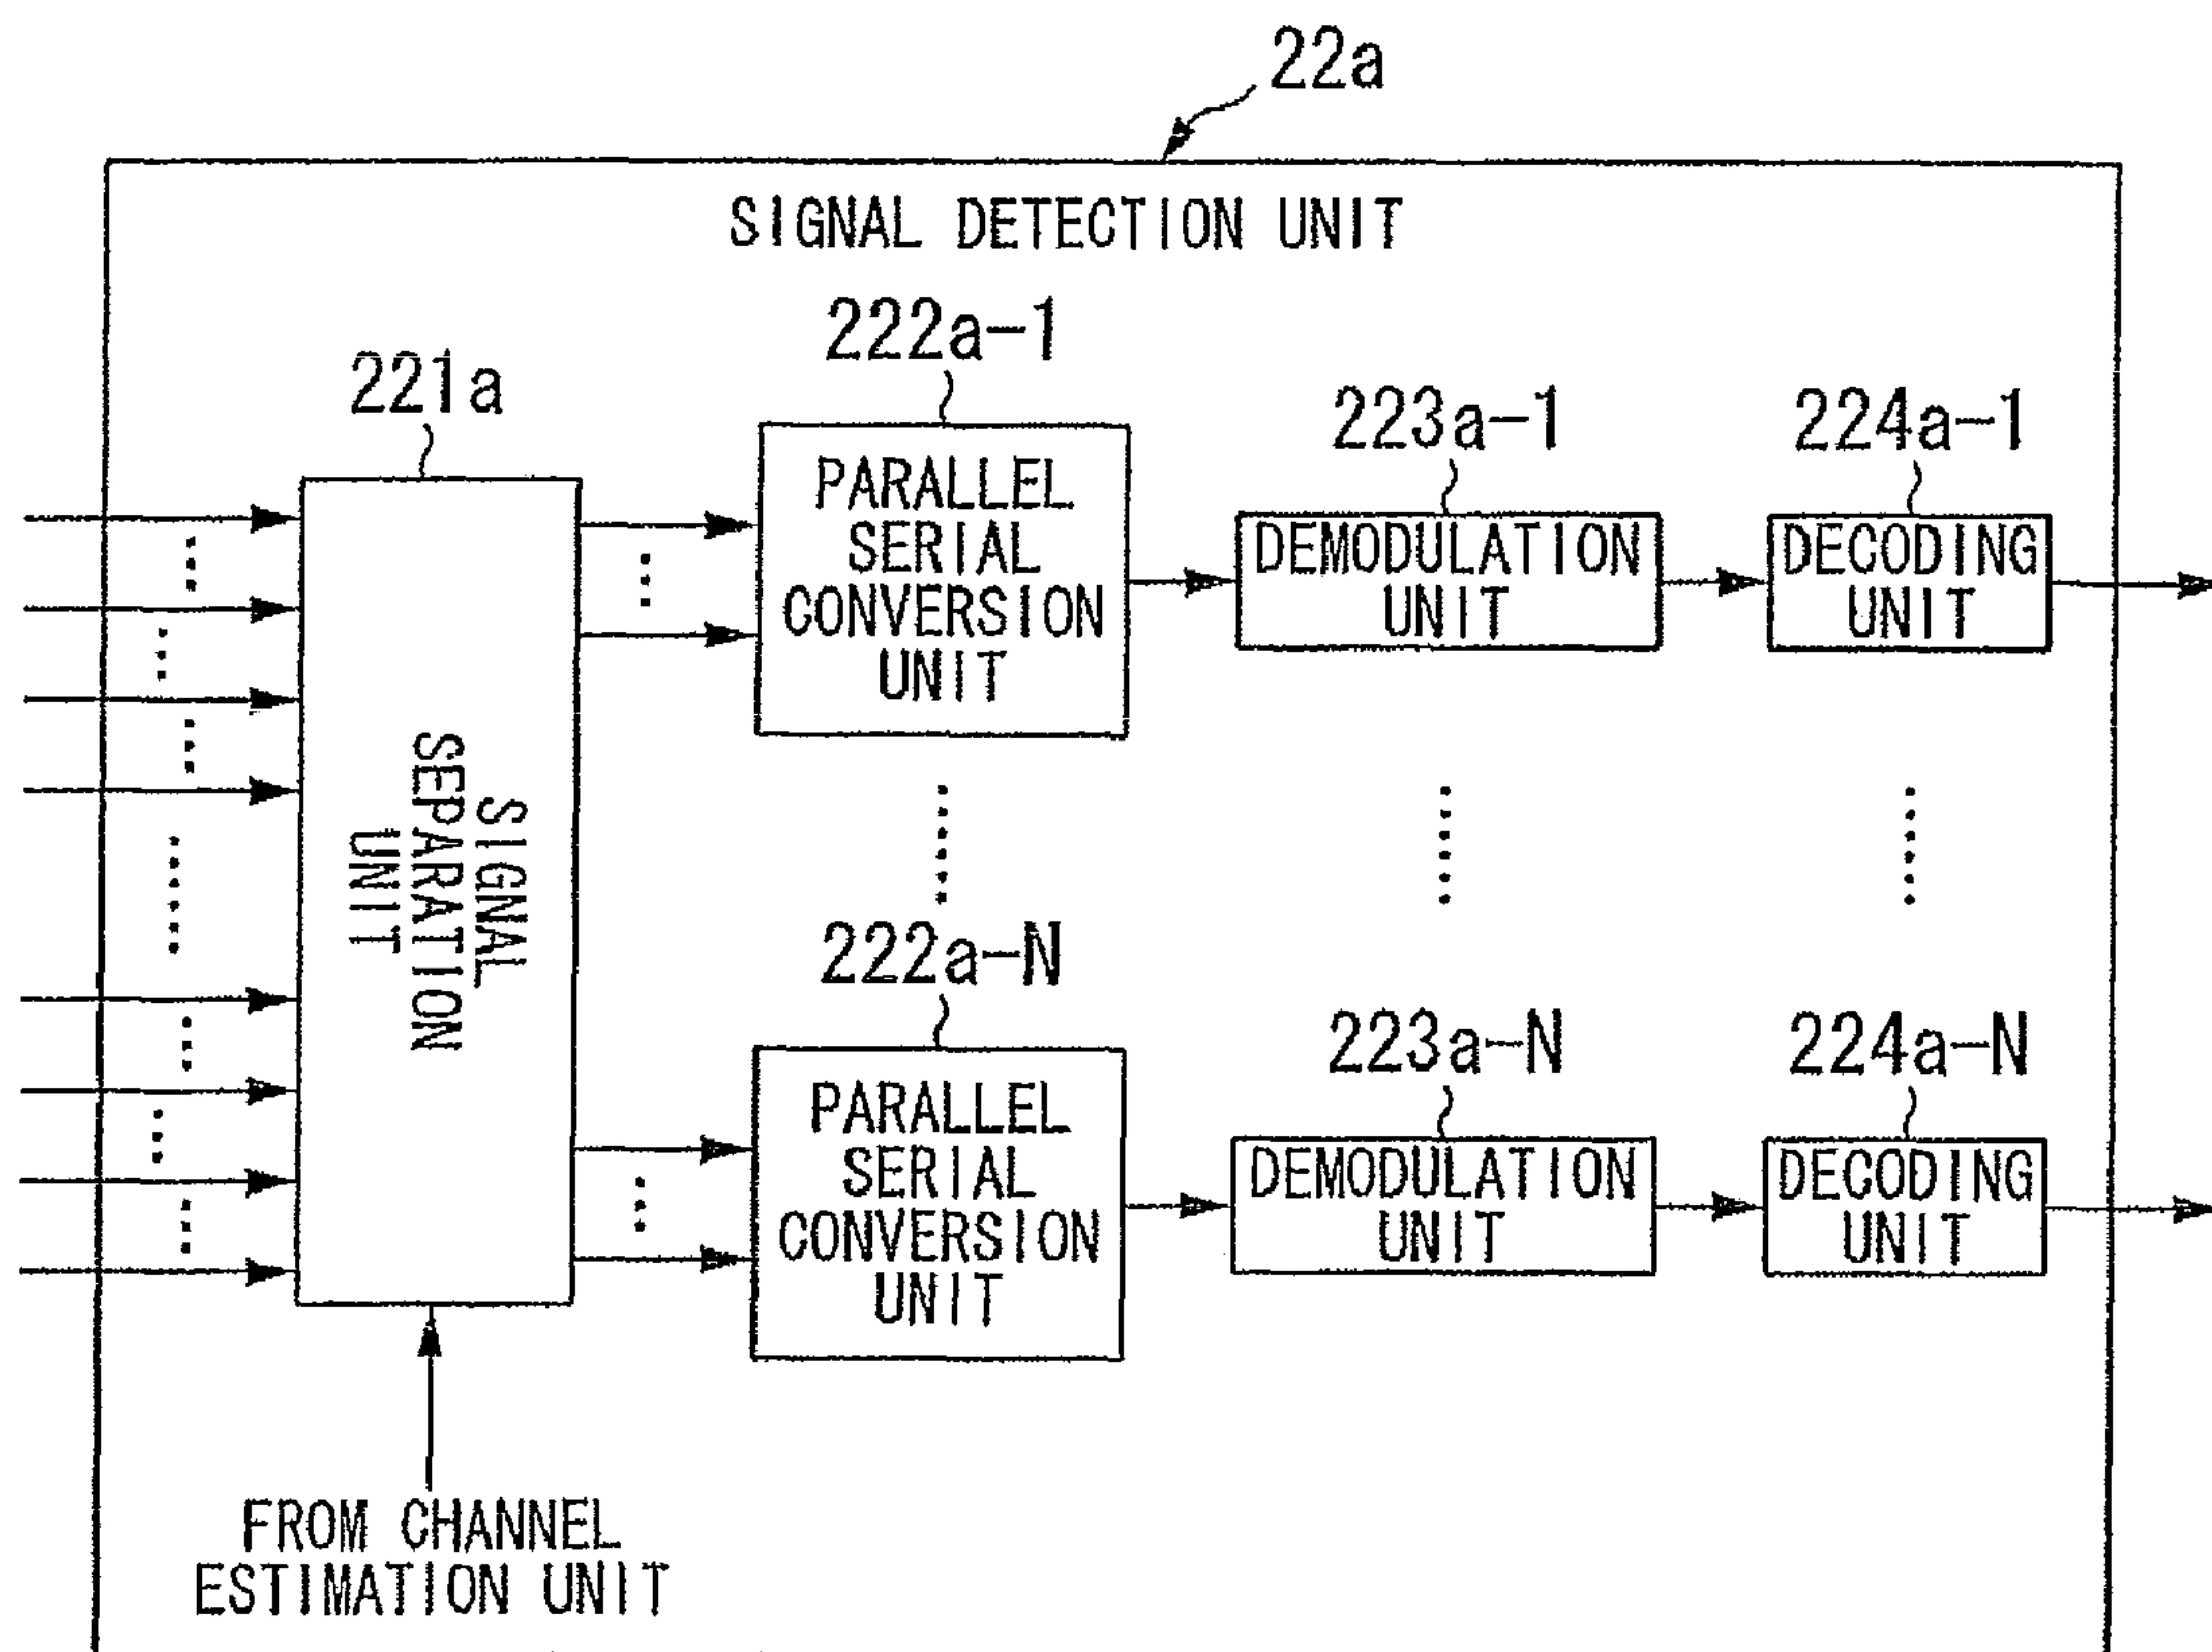 22a
SIGNAL DETECTION UNIT
222a-1
221a
223a-1
224a-1
PARALLEL
SERIAL
CONVERSION
UNIT
DEMODULATION
UNIT
DECODING
UNIT
SIGNAL
SEPARATION
UNIT
222a-N
223a-N
224a-N
PARALLEL
SERIAL
CONVERSION
UNIT
DEMODULATION
UNIT
DECODING
UNIT
FROM CHANNEL
ESTIMATION UNIT